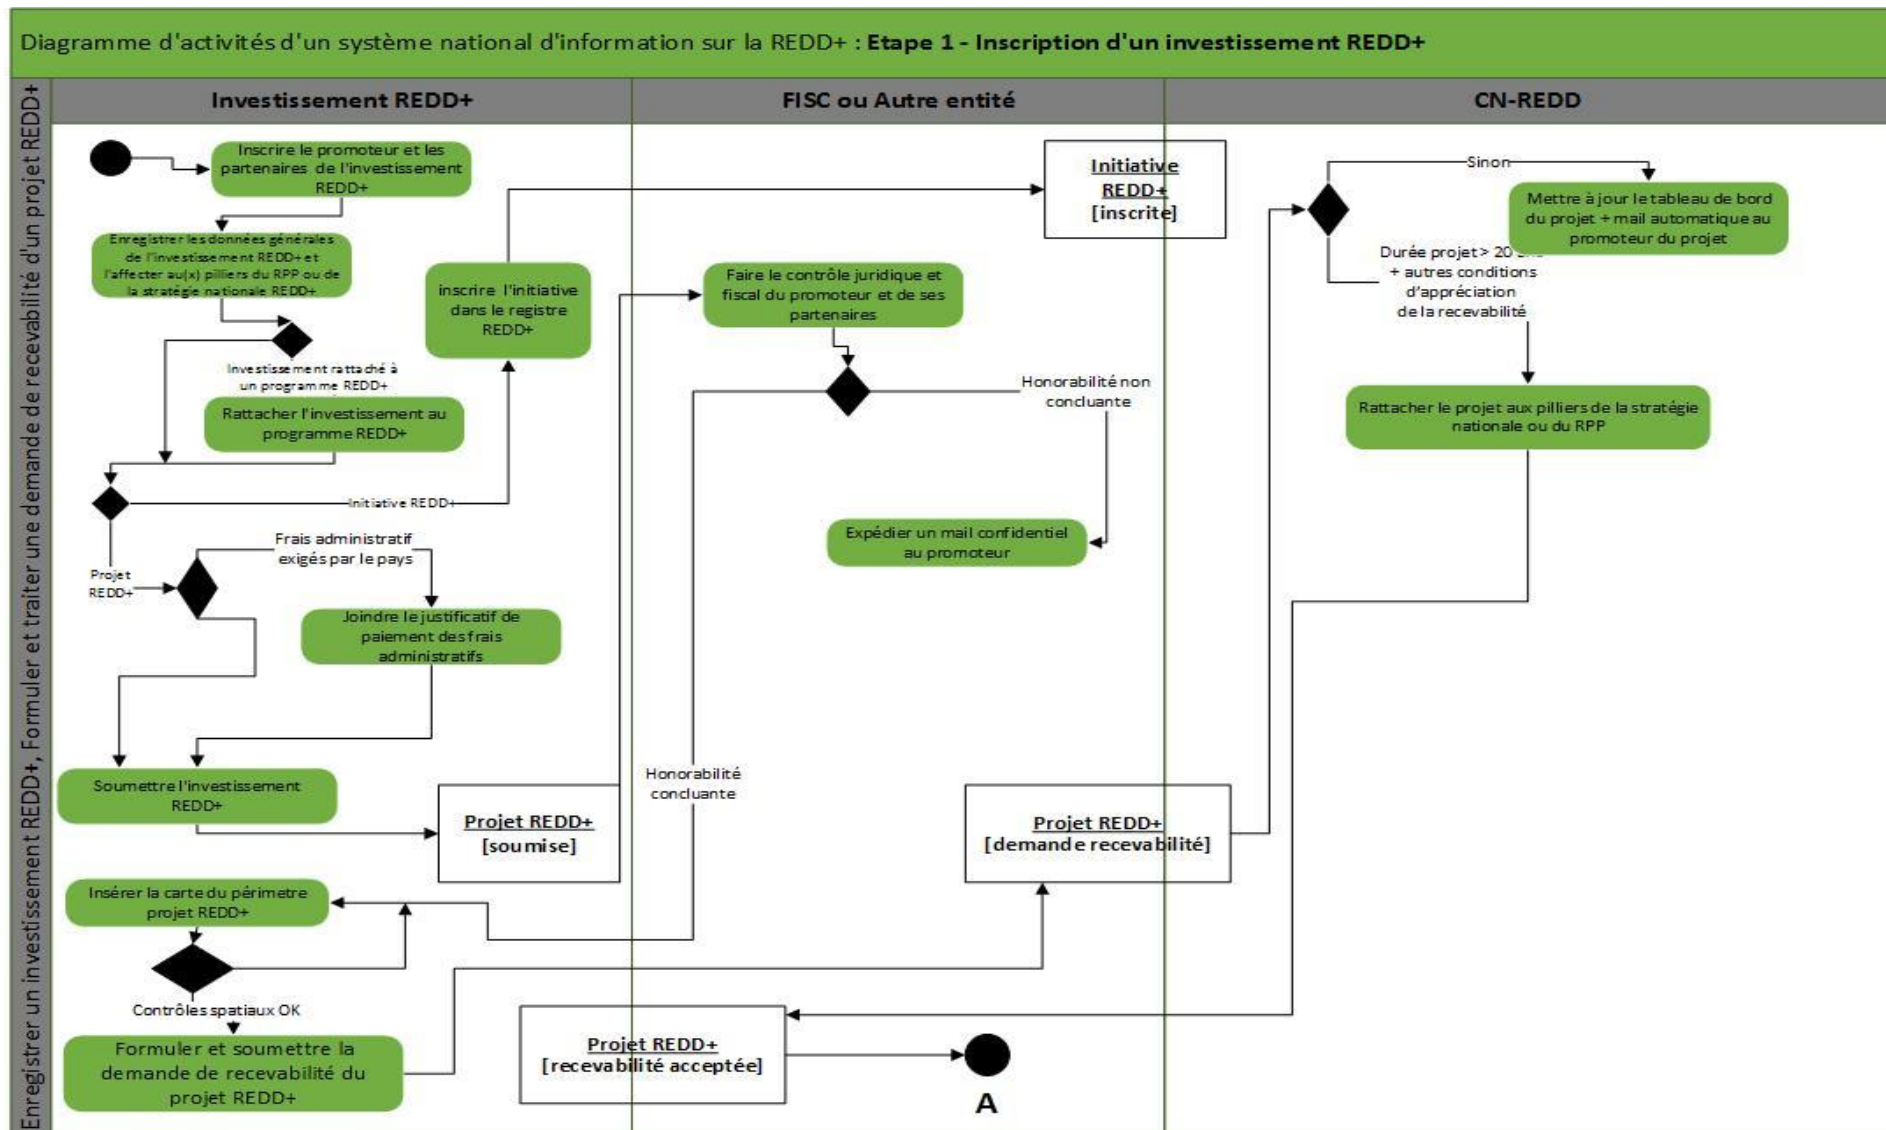 Diagramme d'activités d'un système national d'information sur la REDD+ : Etape 1 - Inscription d'un investissement REDD+
Enregistrer un investissement REDD+, Formuler et traiter une demande de recevabilité d'un projet REDD+
Investissement REDD+
FISC ou Autre entité
CN-REDD
Inscrire le promoteur et les
partenaires de l'investissement
REDD+
Enregistrer les données générales
de l'investissement REDD+ et
l'affecter au(x) pilliers du RPP ou de
la stratégie nationale REDD+
Investissement rattaché à
un programme REDD+
Rattacher l'investissement au
programme REDD+
inscrire l'initiative
dans le registre
REDD+
Initiative REDD+
Projet
REDD+
Frais administratif
exigés par le pays
Joindre le justificatif de
paiement des frais
administratifs
Soumettre l'investissement
REDD+
Projet REDD+
[soumise]
Insérer la carte du périmetre
projet REDD+
Contrôles spatiaux OK
Formuler et soumettre la
demande de recevabilité du
projet REDD+
Initiative
REDD+
[inscrite]
Faire le contrôle juridique et
fiscal du promoteur et de ses
partenaires
Honorabilité non
concluante
Expédier un mail confidentiel
au promoteur
Honorabilité
concluante
Projet REDD+
[demande recevabilité]
Projet REDD+
[recevabilité acceptée]
A
Sinon
Mettre à jour le tableau de bord
du projet + mail automatique au
promoteur du projet
Durée projet > 20
+ autres conditions
d'appréciation
de la recevabilité
Rattacher le projet aux pilliers de la stratégie
nationale ou du RPP